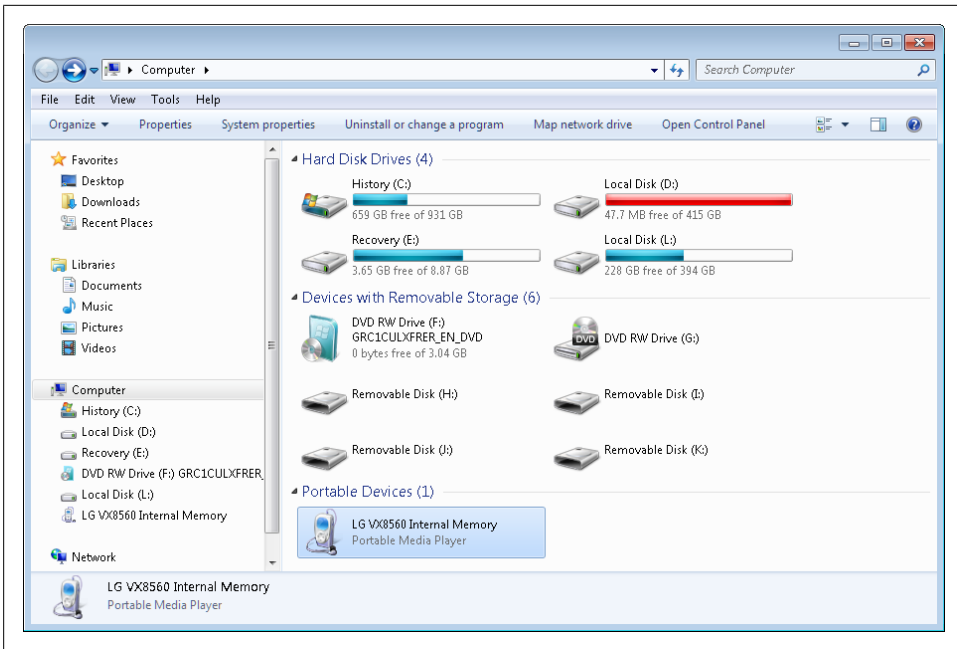 Computer
Search Computer
File Edit View Tools Help
Organize Properties System properties Uninstall or change a program Map network drive Open Control Panel
Favorites
Desktop
Downloads
Recent Places
Libraries
Documents
Music
Pictures
Videos
Computer
History (C:)
Local Disk (D:)
Recovery (E:)
DVD RW Drive (F:) GRC1CULXFRER_
Local Disk (L:)
LG VX8560 Internal Memory
Network
Hard Disk Drives (4)
History (C:)
659 GB free of 931 GB
Local Disk (D:)
47.7 MB free of 415 GB
Recovery (E:)
3.65 GB free of 8.87 GB
Local Disk (L:)
228 GB free of 394 GB
Devices with Removable Storage (6)
DVD RW Drive (F:)
GRC1CULXFRER_EN_DVD
0 bytes free of 3.04 GB
DVD RW Drive (G:)
DVD
Removable Disk (H:)
Removable Disk (I:)
Removable Disk (J:)
Removable Disk (K:)
Portable Devices (1)
LG VX8560 Internal Memory
Portable Media Player
LG VX8560 Internal Memory
Portable Media Player